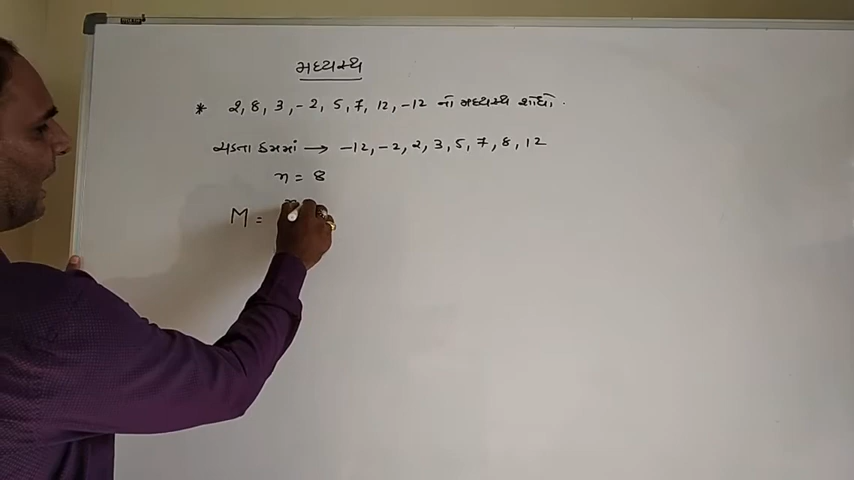 મધ્યસ્થ
* 2, 8, 3, -2, 5, 7, 12, -12 નો મધ્યસ્થ શોધો.
ચડતા ક્રમમાં → -12, -2, 2, 3, 5, 7, 8, 12
n = 8
M =